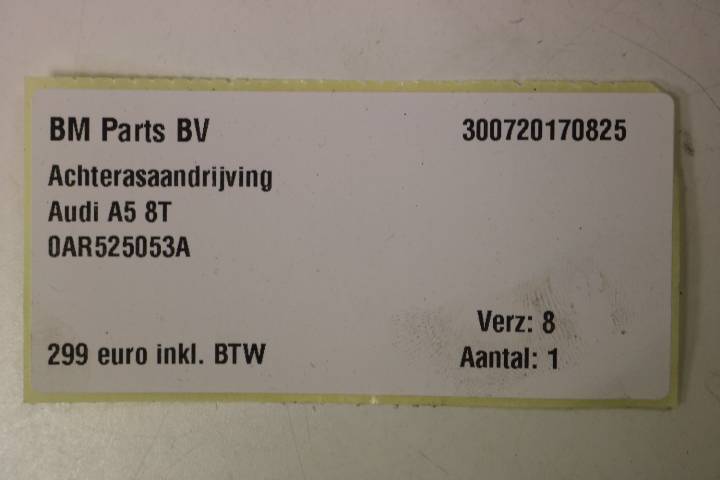 BM Parts BV 300720170825
Achterasaandrijving
Audi A5 8T
0AR525053A
Verz: 8
299 euro inkl. BTW Aantal: 1